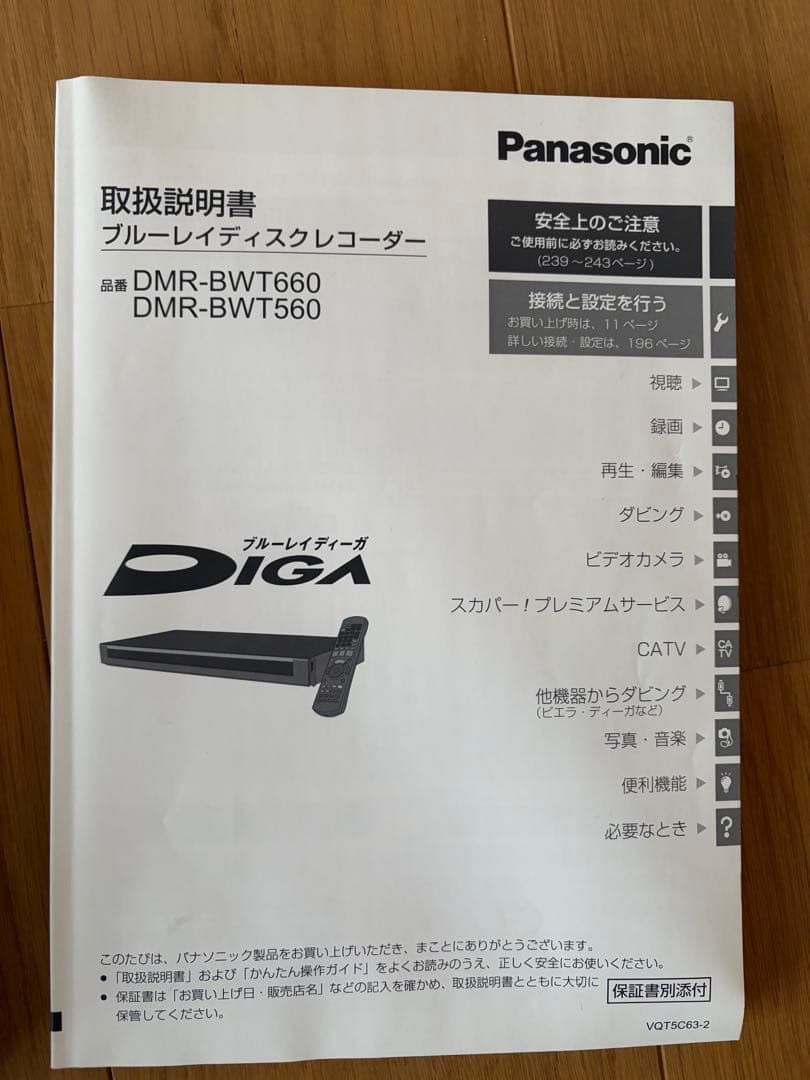 Panasonic®
取扱説明書
ブルーレイディスクレコーダー
品番 DMR-BWT660
DMR-BWT560
安全上のご注意
ご使用前に必ずお読みください。
(239～243ページ)
接続と設定を行う
お買い上げ時は、11ページ
詳しい接続・設定は、196ページ
視聴
録画
再生・編集
ダビング
ビデオカメラ
スカパー！プレミアムサービス
CATV
CA
TV
他機器からダビング
(ビエラ・ディーガなど)
写真・音楽
便利機能
必要なとき
?
ブルーレイディーガ
DIGA
このたびは、パナソニック製品をお買い上げいただき、まことにありがとうございます。
● 「取扱説明書」および「かんたん操作ガイド」をよくお読みのうえ、正しく安全にお使いください。
● 保証書は「お買い上げ日・販売店名」などの記入を確かめ、取扱説明書とともに大切に
保管してください。
保証書別添付
VQT5C63-2